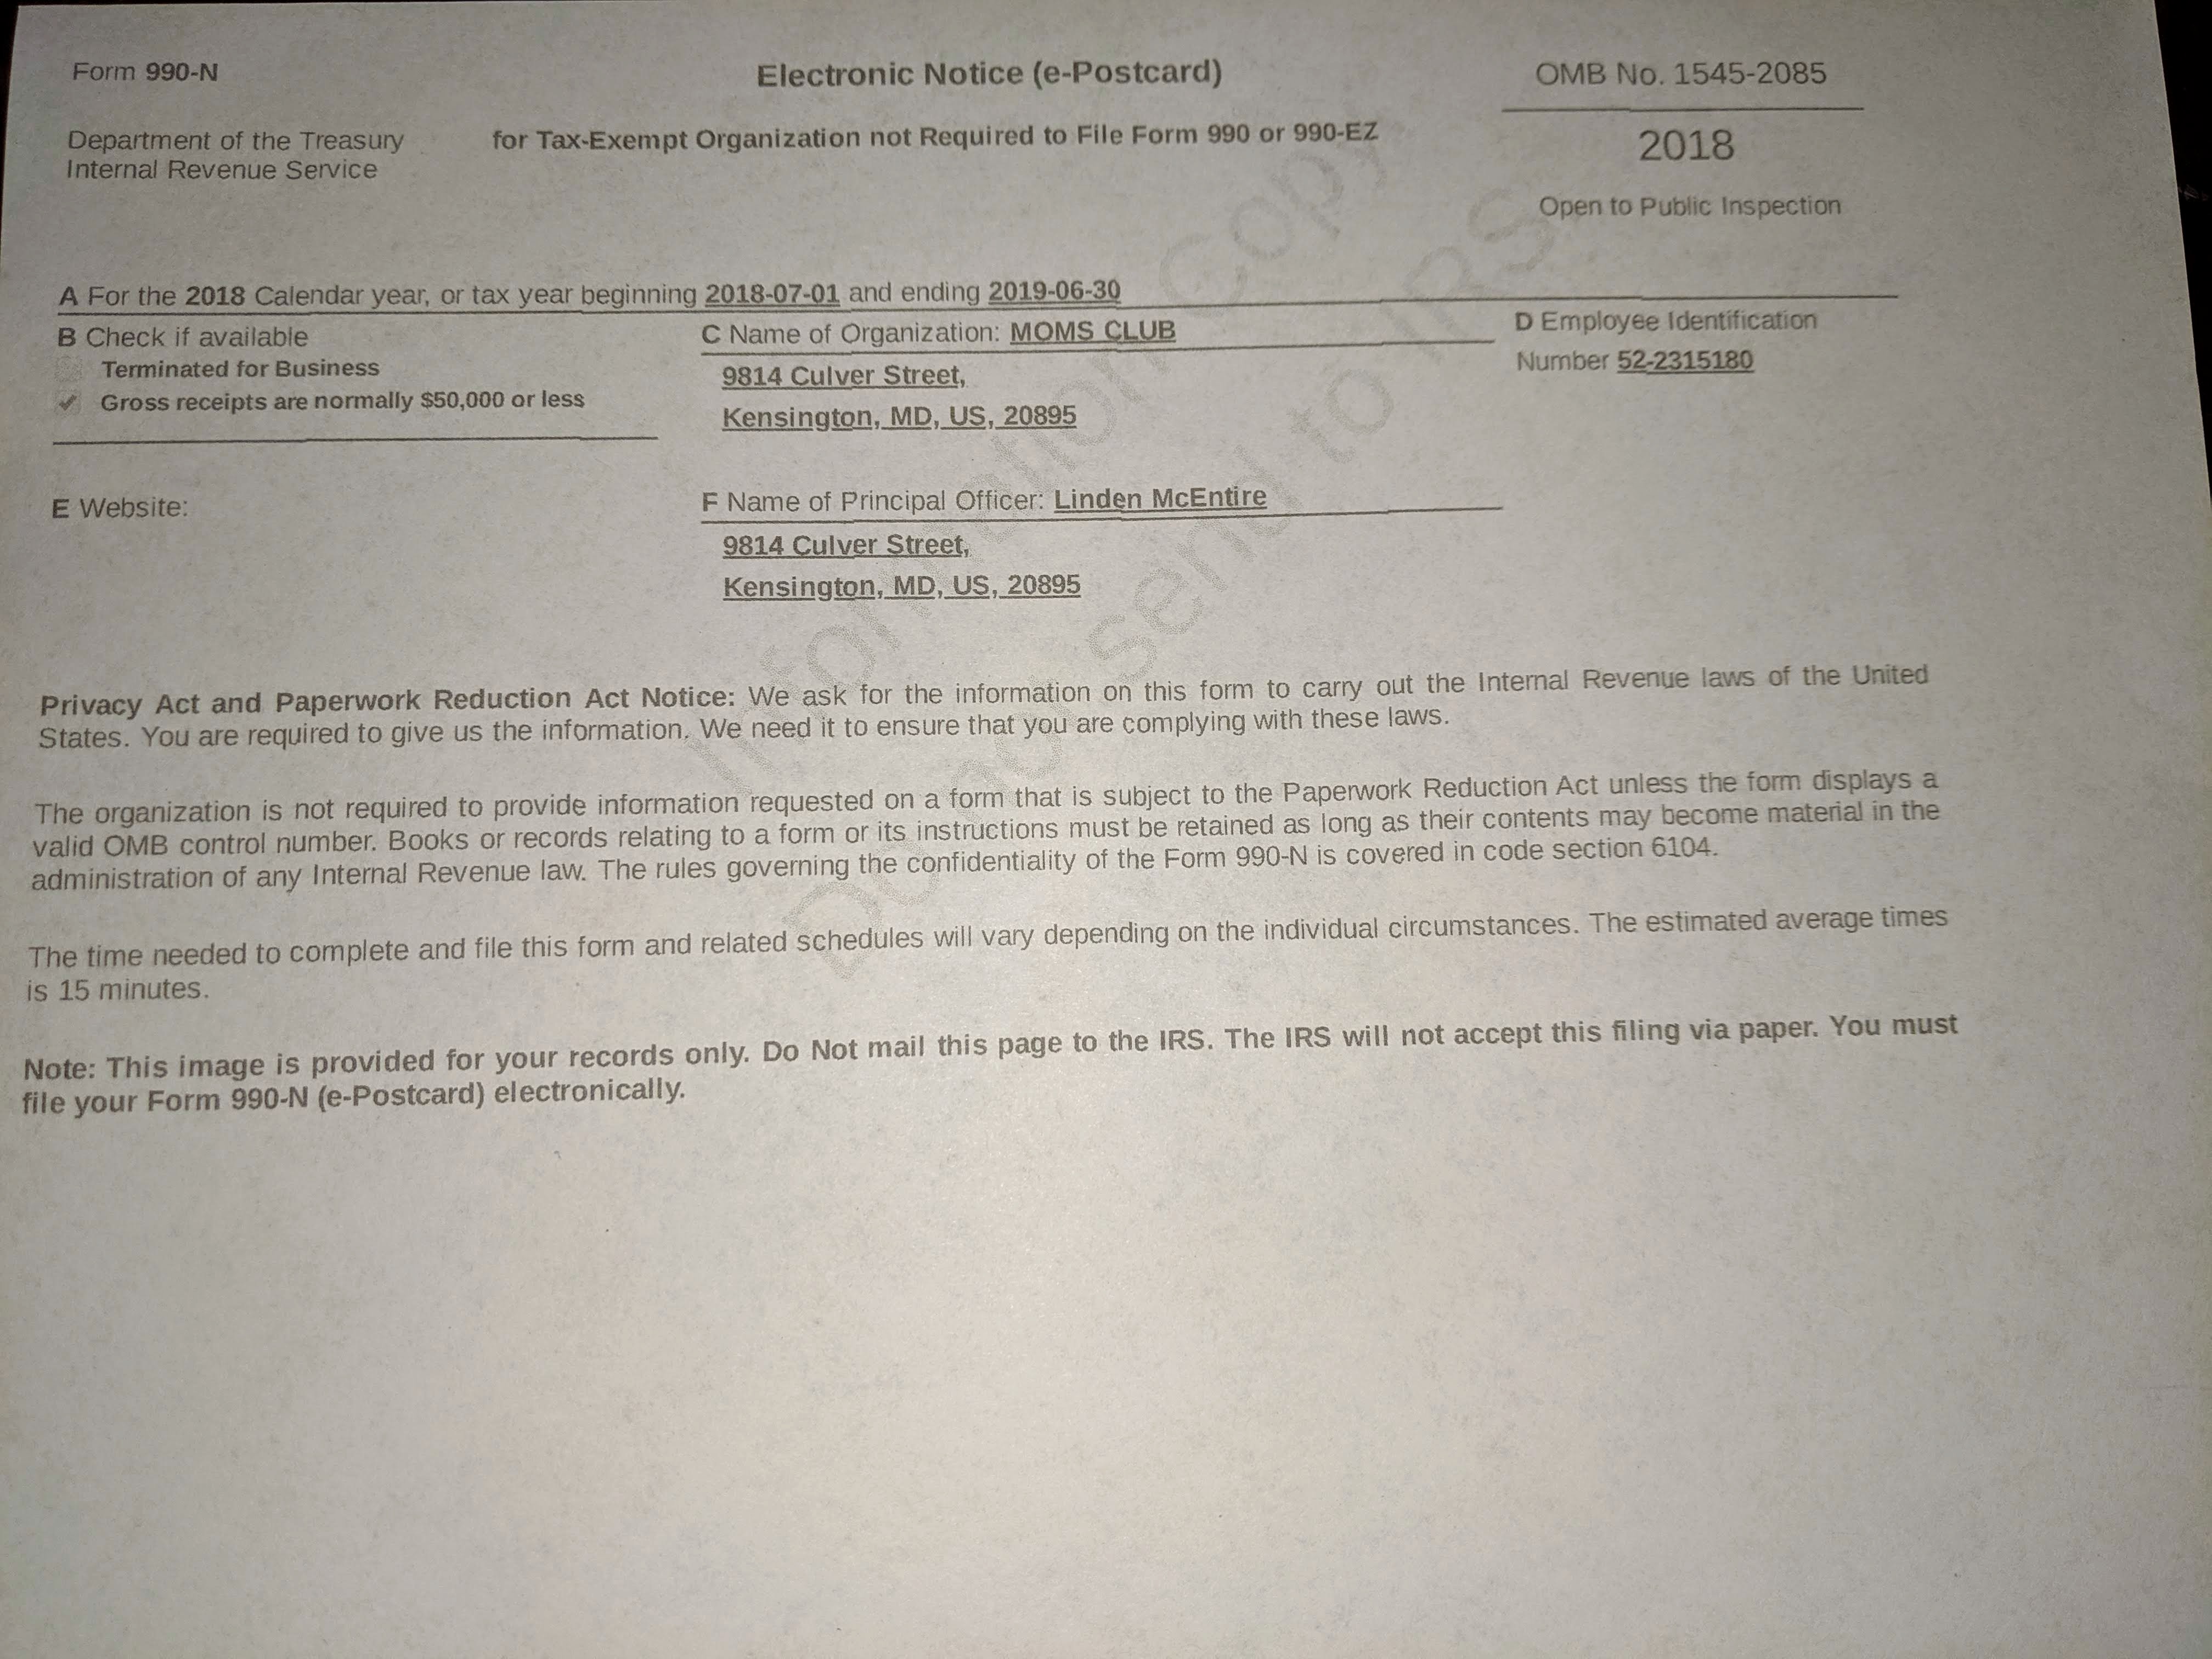 Form 990-N
Electronic Notice (e-Postcard)
OMB No. 1545-2085
Department of the Treasury
Internal Revenue Service
for Tax-Exempt Organization not Required to File Form 990 or 990-EZ
2018
Open to Public Inspection
A For the 2018 Calendar year, or tax year beginning 2018-07-01 and ending 2019-06-30
B Check if available
Terminated for Business
✓ Gross receipts are normally $50,000 or less
C Name of Organization: MOMS CLUB
9814 Culver Street,
Kensington, MD, US, 20895
D Employee Identification
Number 52-2315180
E Website:
F Name of Principal Officer: Linden McEntire
9814 Culver Street,
Kensington, MD, US, 20895
Privacy Act and Paperwork Reduction Act Notice: We ask for the information on this form to carry out the Internal Revenue laws of the United
States. You are required to give us the information. We need it to ensure that you are complying with these laws.
The organization is not required to provide information requested on a form that is subject to the Paperwork Reduction Act unless the form displays a
valid OMB control number. Books or records relating to a form or its instructions must be retained as long as their contents may become material in the
administration of any Internal Revenue law. The rules governing the confidentiality of the Form 990-N is covered in code section 6104.
The time needed to complete and file this form and related schedules will vary depending on the individual circumstances. The estimated average times
is 15 minutes.
Note: This image is provided for your records only. Do Not mail this page to the IRS. The IRS will not accept this filing via paper. You must
file your Form 990-N (e-Postcard) electronically.
Information Copy
Do not send to IRS